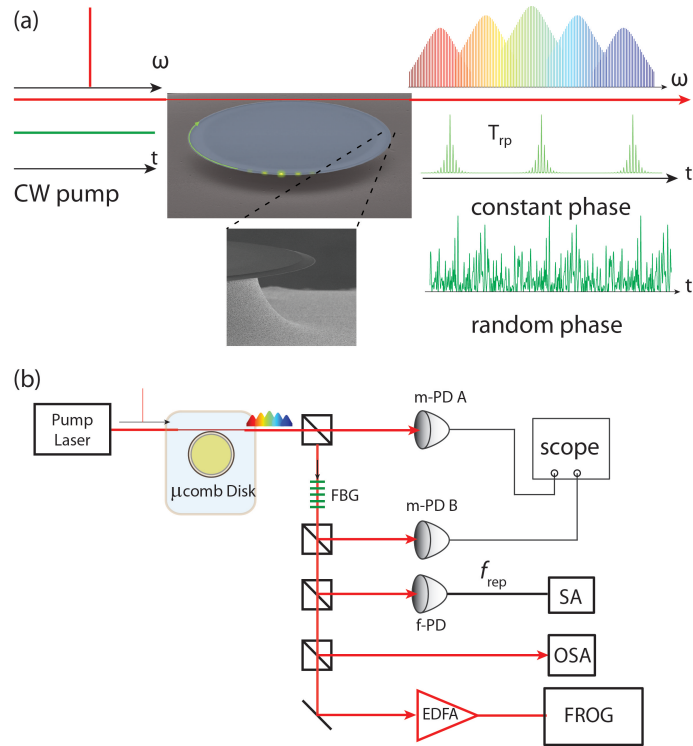 (a)
ω
t
CW pump
ω
T_rp
t
constant phase
t
random phase
(b)
Pump
Laser
μcomb Disk
FBG
m-PD A
m-PD B
scope
f_rep
f-PD
SA
OSA
EDFA
FROG